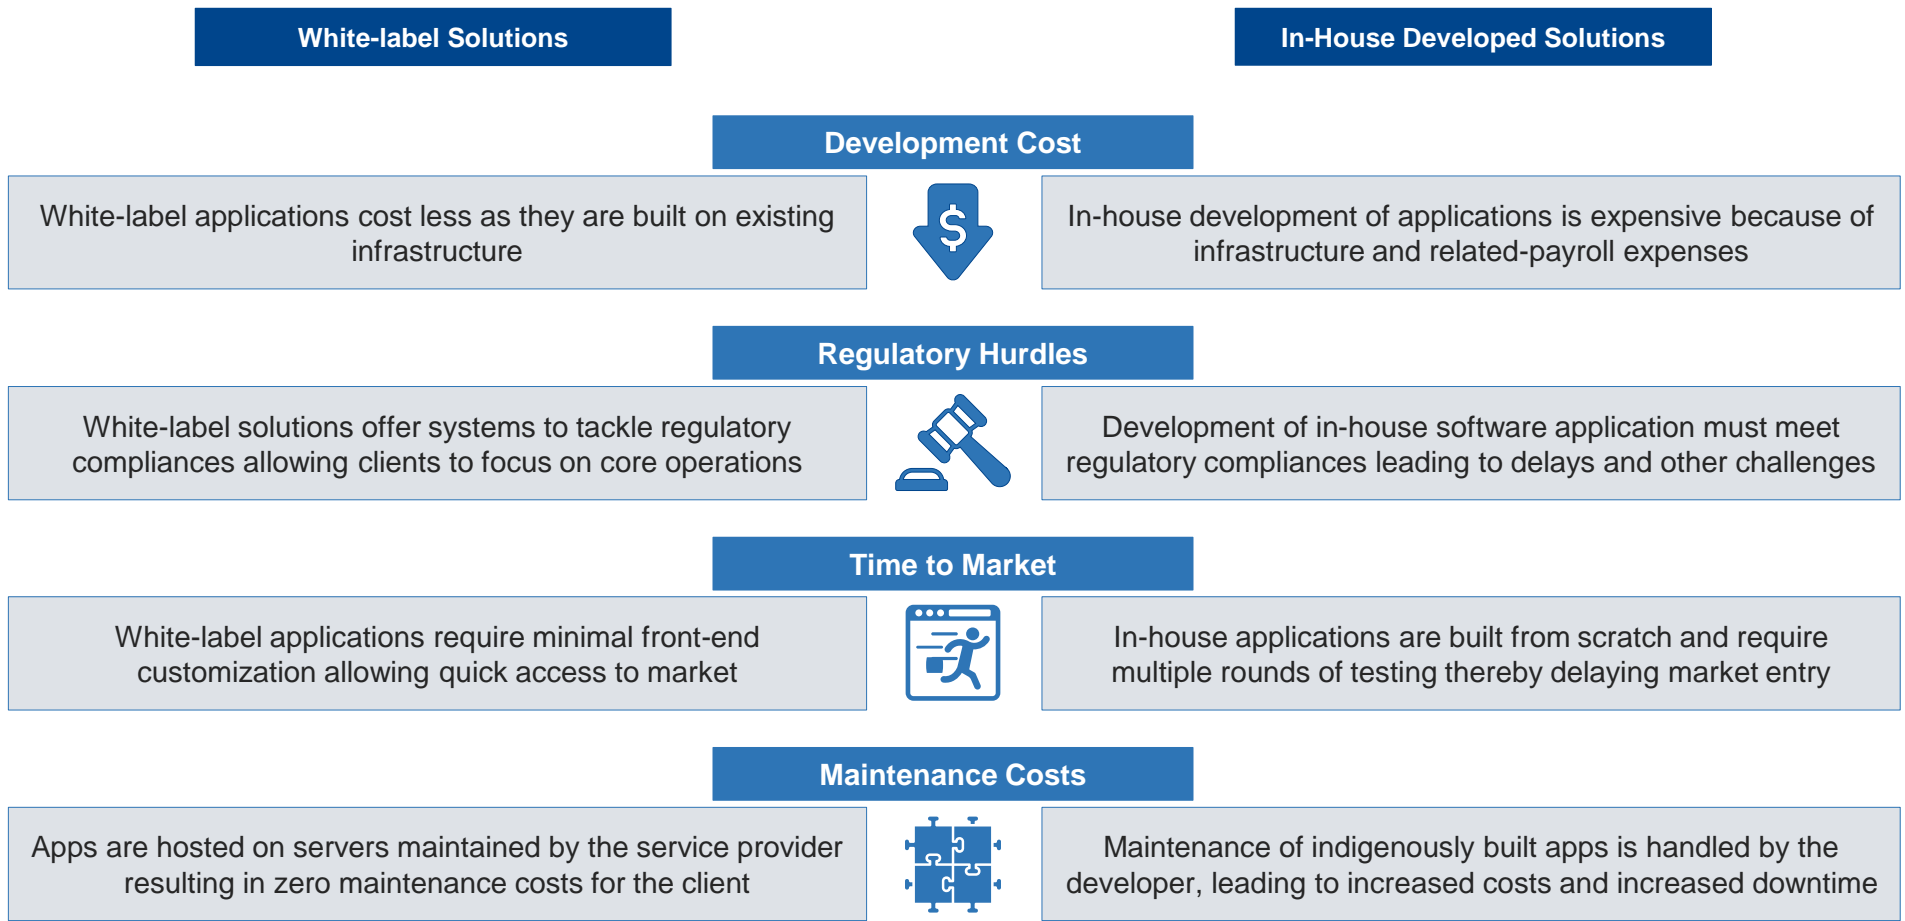 White-label Solutions
In-House Developed Solutions
Development Cost
White-label applications cost less as they are built on existing
infrastructure
$
In-house development of applications is expensive because of
infrastructure and related-payroll expenses
Regulatory Hurdles
White-label solutions offer systems to tackle regulatory
compliances allowing clients to focus on core operations
Development of in-house software application must meet
regulatory compliances leading to delays and other challenges
Time to Market
White-label applications require minimal front-end
customization allowing quick access to market
In-house applications are built from scratch and require
multiple rounds of testing thereby delaying market entry
Maintenance Costs
Apps are hosted on servers maintained by the service provider
resulting in zero maintenance costs for the client
Maintenance of indigenously built apps is handled by the
developer, leading to increased costs and increased downtime